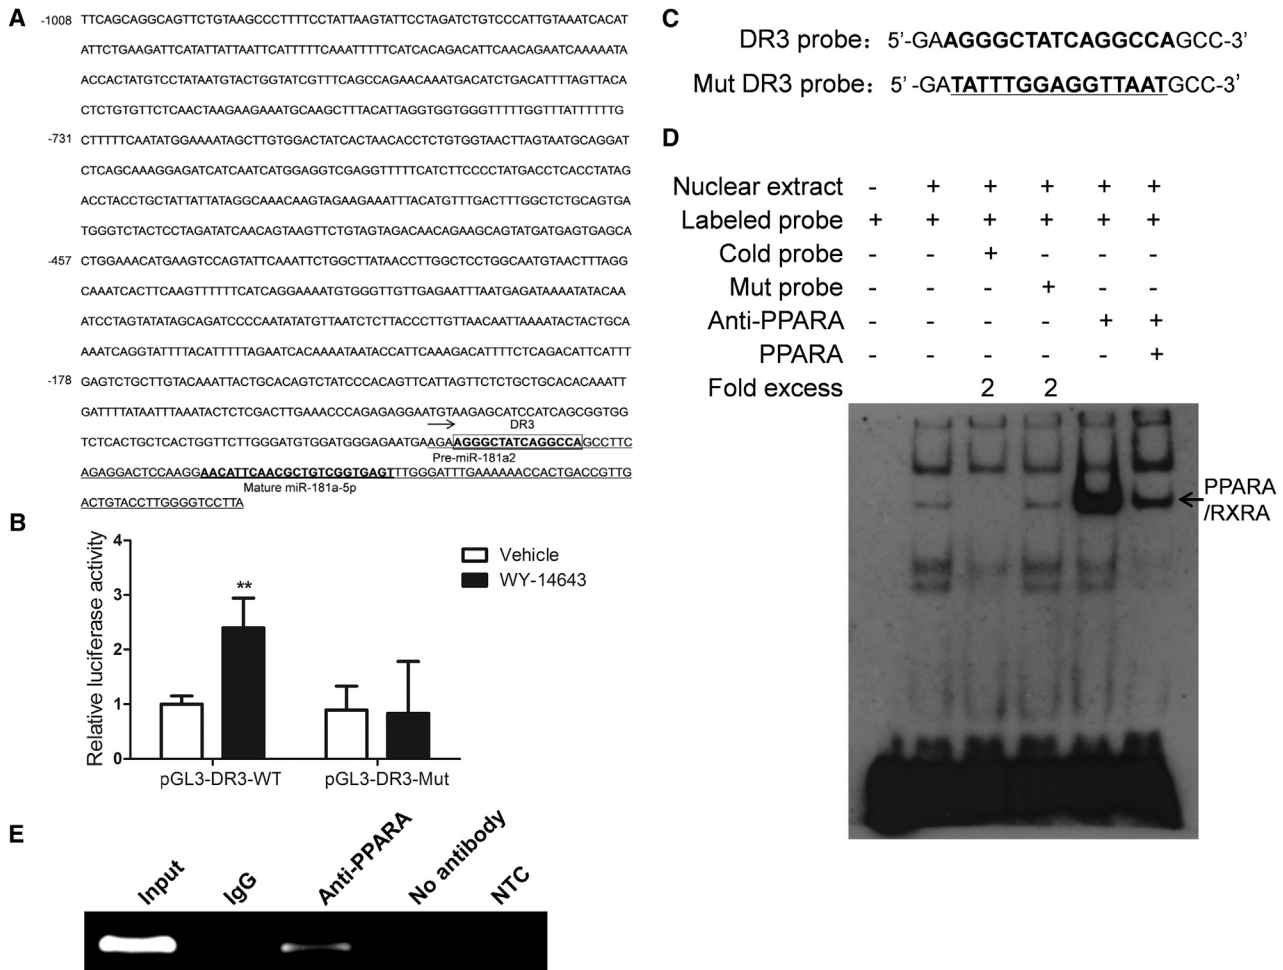 A
-1008 TTCAGCAGGCAGTTCTGTAAGCCCTTTTCCTATTAAGTATTCCTAGATCTGTCCCATTGTAAATCACAT
ATTCTGAAGATTCATATTATTAATTCATTTTTCAAATTTTTCATCACAGACATTCAACAGAATCAAAAATA
ACCACTATGTCCTATAATGTACTGGTATCGTTTCAGCCAGAACAAATGACATCTGACATTTTAGTTACA
CTCTGTGTTCTCAACTAAGAAGAAATGCAAGCTTTACATTAGGTGGTGGGTTTTTGGTTTATTTTTTG
-731 CTTTTTCAATATGGAAAATAGCTTGTGGACTATCACTAACACCTCTGTGGTAACTTAGTAATGCAGGAT
CTCAGCAAAGGAGATCATCAATCATGGAGGTCGAGGTTTTTCATCTTCCCCTATGACCTCACCTATAG
ACCTACCTGCTATTATTATAGGCAAACAAGTAGAAGAAATTTACATGTTTGACTTTGGCTCTGCAGTGA
TGGGTCTACTCCTAGATATCAACAGTAAGTTCTGTAGTAGACAACAGAAGCAGTATGATGAGTGAGCA
-457 CTGGAAACATGAAGTCCAGTATTCAAATTCTGGCTTATAACCTTGGCTCCTGGCAATGTAACTTTAGG
CAAATCACTTCAAGTTTTTTCATCAGGAAAATGTGGGTTGTTGAGAATTTAATGAGATAAAATATACAA
ATCCTAGTATATAGCAGATCCCCAATATATGTTAATCTCTTACCCTTGTTAACAATTAAAATACTACTGCA
AAATCAGGTATTTTACATTTTTAGAATCACAAAATAATACCATTCAAAGACATTTTCTCAGACATTCATTT
-178 GAGTCTGCTTGTACAAATTACTGCACAGTCTATCCCACAGTTCATTAGTTCTCTGCTGCACACAAATT
GATTTTATAATTTAAATACTCTCGACTTGAAACCCAGAGAGGAATGTAAGAGCATCCATCAGCGGTGG
DR3
TCTCACTGCTCACTGGTTCTTGGGATGTGGATGGGAGAATGAAGAAGGGCTATCAGGCCAGCCTTC
Pre-miR-181a2
AGAGGACTCCAAGGAACATTCAACGCTGTCGGTGAGTTTGGGATTTGAAAAAACCACTGACCGTTG
Mature miR-181a-5p
ACTGTACCTTGGGGTCCTTA
B
Relative luciferase activity
4
3
2
1
0
**
Vehicle
WY-14643
pGL3-DR3-WT pGL3-DR3-Mut
C
DR3 probe: 5'-GAAGGGCTATCAGGCCAGCC-3'
Mut DR3 probe: 5' -GATATTTGGAGGTTAATGCC-3'
D
Nuclear extract - + + + + +
Labeled probe + + + + + +
Cold probe - - + - - -
Mut probe - - - + - -
Anti-PPARA - - - - + +
PPARA - - - - - +
Fold excess 2 2
PPARA
/RXRA
E
Input IgG Anti-PPARA No antibody NTC